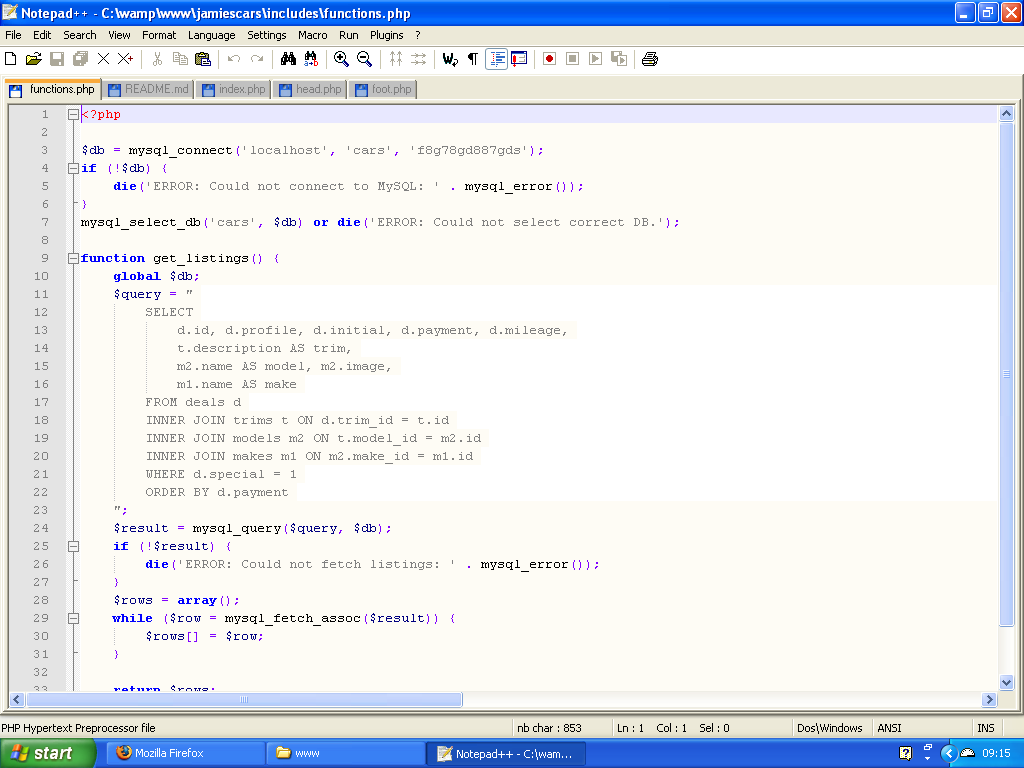 Notepad++ - C:\wamp\www\jamiescars\includes\functions.php
File Edit Search View Format Language Settings Macro Run Plugins ?
functions.php README.md index.php head.php foot.php
1 <?php
2
3 $db = mysql_connect('localhost', 'cars', 'f8g78gd887gds');
4 if (!$db) {
5 die('ERROR: Could not connect to MySQL: ' . mysql_error());
6 }
7 mysql_select_db('cars', $db) or die('ERROR: Could not select correct DB.');
8
9 function get_listings() {
10 global $db;
11 $query = "
12 SELECT
13 d.id, d.profile, d.initial, d.payment, d.mileage,
14 t.description AS trim,
15 m2.name AS model, m2.image,
16 m1.name AS make
17 FROM deals d
18 INNER JOIN trims t ON d.trim_id = t.id
19 INNER JOIN models m2 ON t.model_id = m2.id
20 INNER JOIN makes m1 ON m2.make_id = m1.id
21 WHERE d.special = 1
22 ORDER BY d.payment
23 ";
24 $result = mysql_query($query, $db);
25 if (!$result) {
26 die('ERROR: Could not fetch listings: ' . mysql_error());
27 }
28 $rows = array();
29 while ($row = mysql_fetch_assoc($result)) {
30 $rows[] = $row;
31 }
32
33 return $rows;
PHP Hypertext Preprocessor file nb char : 853 Ln : 1 Col : 1 Sel : 0 Dos\Windows ANSI INS
start Mozilla Firefox www Notepad++ - C:\wam... 09:15